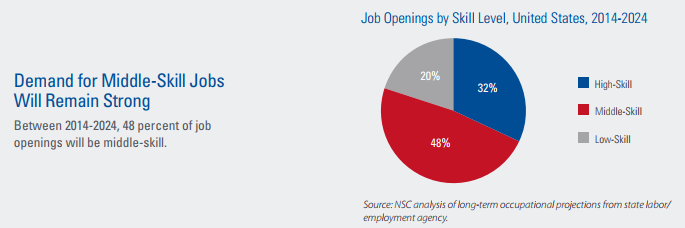 Demand for Middle-Skill Jobs
Will Remain Strong
Between 2014-2024, 48 percent of job
openings will be middle-skill.
Job Openings by Skill Level, United States, 2014-2024
20%
32%
48%
High-Skill
Middle-Skill
Low-Skill
Source: NSC analysis of long-term occupational projections from state labor/
employment agency.